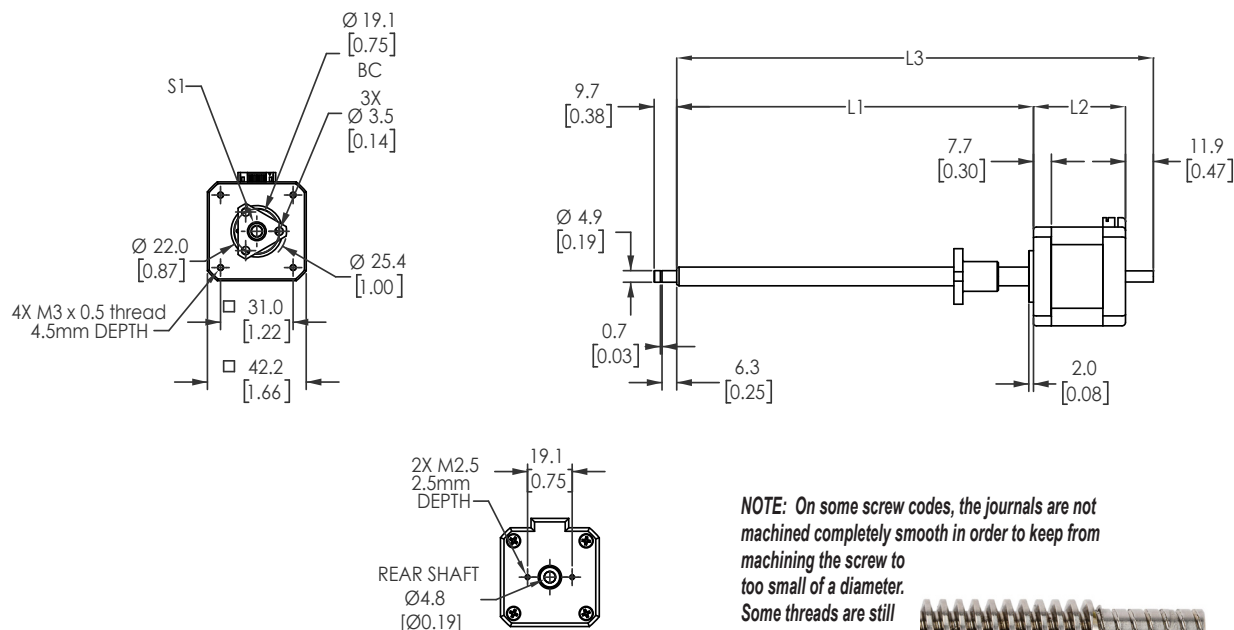 Ø 19.1
[0.75]
BC
S1
3X
Ø 3.5
[0.14]
Ø 22.0
[0.87]
Ø 25.4
[1.00]
4X M3 x 0.5 thread
4.5mm DEPTH
□ 31.0
[1.22]
□ 42.2
[1.66]
L3
9.7
[0.38]
L1
L2
7.7
[0.30]
11.9
[0.47]
Ø 4.9
[0.19]
0.7
[0.03]
6.3
[0.25]
2.0
[0.08]
2X M2.5
2.5mm
DEPTH
19.1
0.75
REAR SHAFT
Ø4.8
[Ø0.19]
NOTE: On some screw codes, the journals are not
machined completely smooth in order to keep from
machining the screw to
too small of a diameter.
Some threads are still